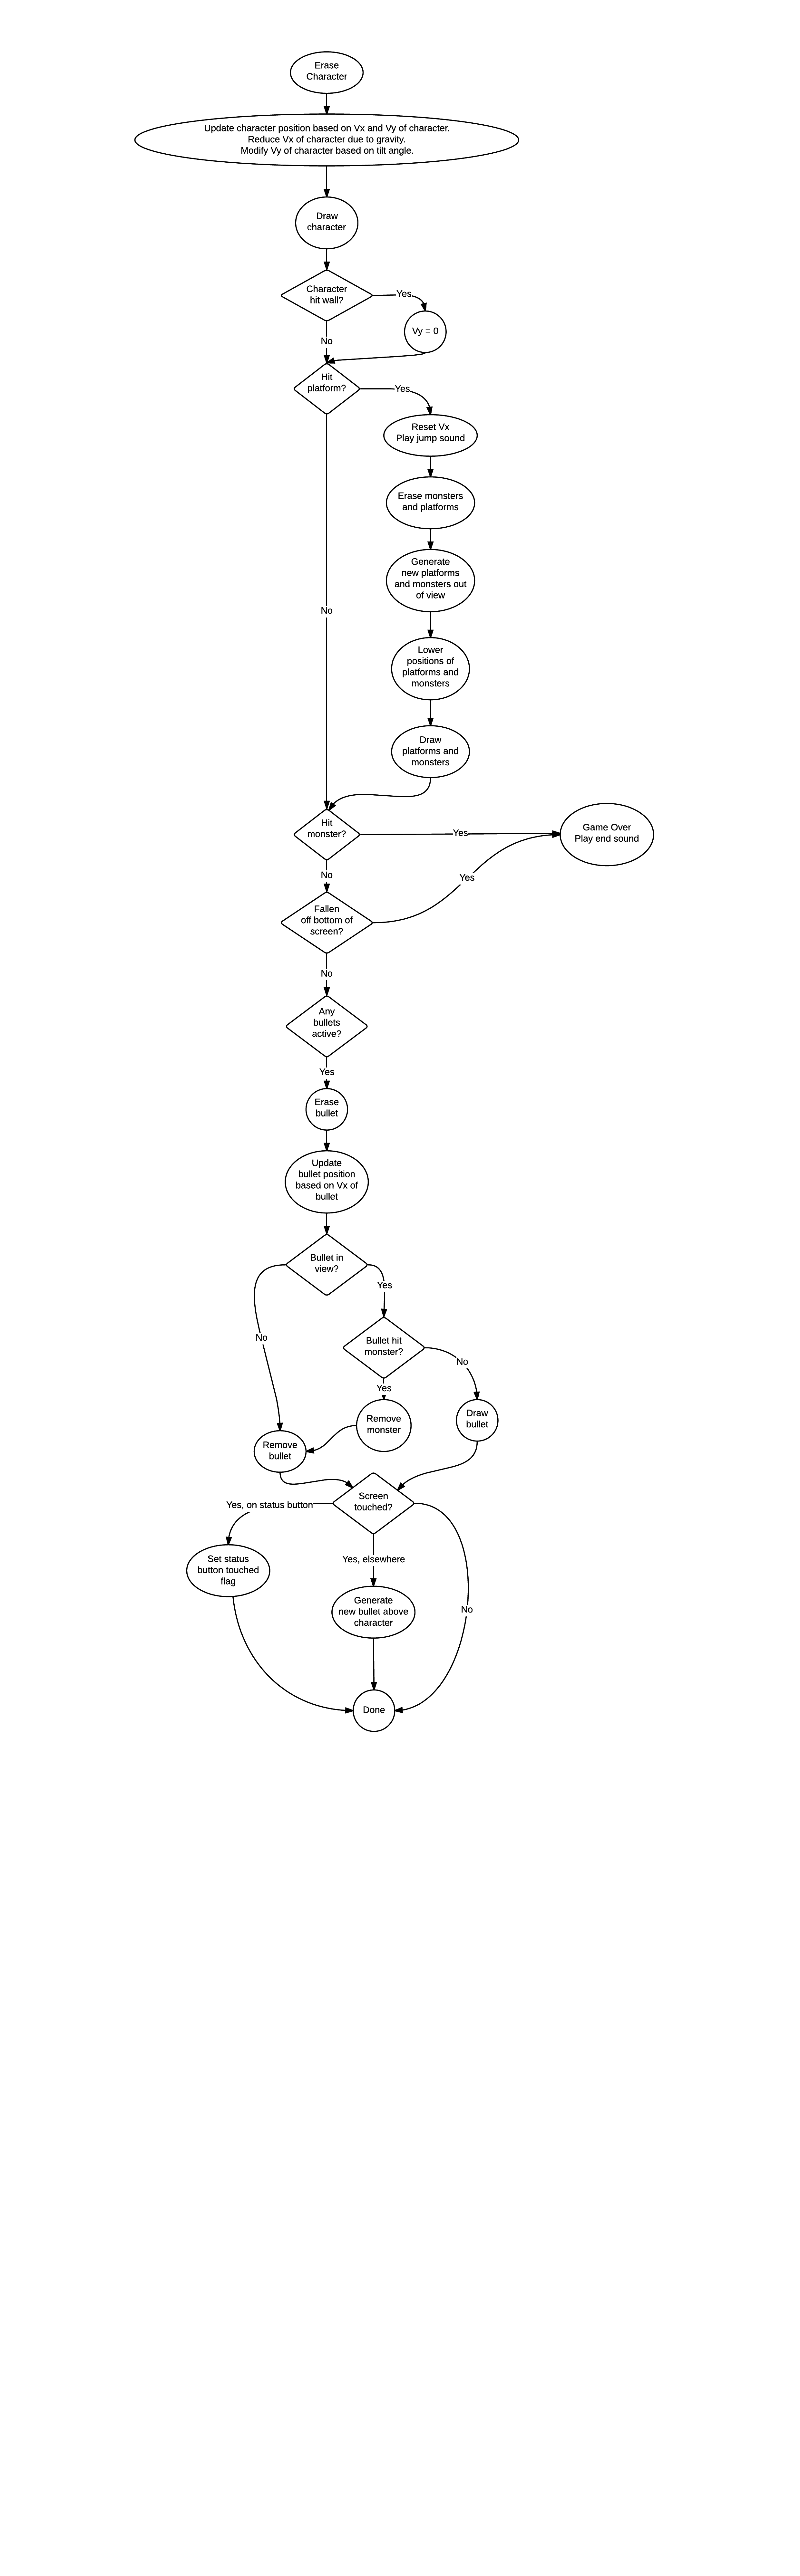 Erase
Character
Update character position based on Vx and Vy of character.
Reduce Vx of character due to gravity.
Modify Vy of character based on tilt angle.
Draw
character
Character
hit wall?
Yes
Vy = 0
No
Hit
platform?
Yes
Reset Vx
Play jump sound
Erase monsters
and platforms
Generate
new platforms
and monsters out
of view
No
Lower
positions of
platforms and
monsters
Draw
platforms and
monsters
Hit
monster?
Yes
Game Over
Play end sound
No
Yes
Fallen
off bottom of
screen?
No
Any
bullets
active?
Yes
Erase
bullet
Update
bullet position
based on Vx of
bullet
Bullet in
view?
Yes
No
Bullet hit
monster?
No
Yes
Remove
monster
Draw
bullet
Remove
bullet
Screen
touched?
Yes, on status button
Yes, elsewhere
Set status
button touched
flag
Generate
new bullet above
character
No
Done